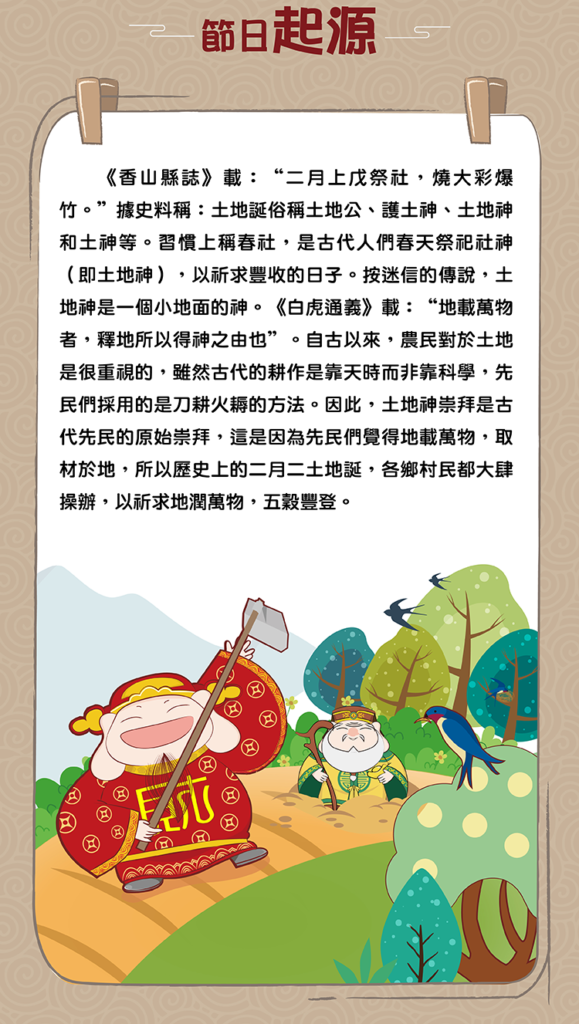 節日起源
《香山縣誌》載：“二月上戊祭社，燒大彩爆
竹。”據史料稱：土地誕俗稱土地公、護土神、土地神
和土神等。習慣上稱春社，是古代人們春天祭祀社神
（即土地神），以祈求豐收的日子。按迷信的傳說，土
地神是一個小地面的神。《白虎通義》載：“地載萬物
者，釋地所以得神之由也”。自古以來，農民對於土地
是很重視的，雖然古代的耕作是靠天時而非靠科學，先
民們採用的是刀耕火耨的方法。因此，土地神崇拜是古
代先民的原始崇拜，這是因為先民們覺得地載萬物，取
材於地，所以歷史上的二月二土地誕，各鄉村民都大肆
操辦，以祈求地潤萬物，五穀豐登。
財